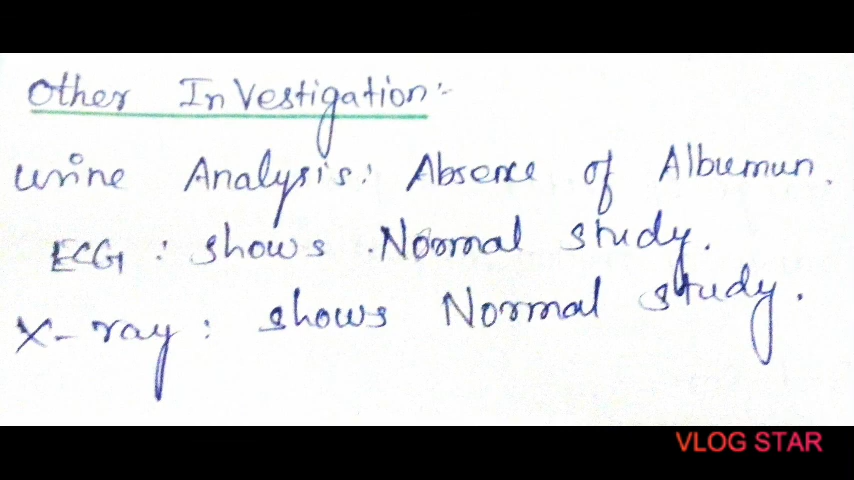 Other InVestigation:-
Urine Analysis: Absence of Albumun.
ECG: shows Normal study.
X-ray: shows Normal study.
VLOG STAR